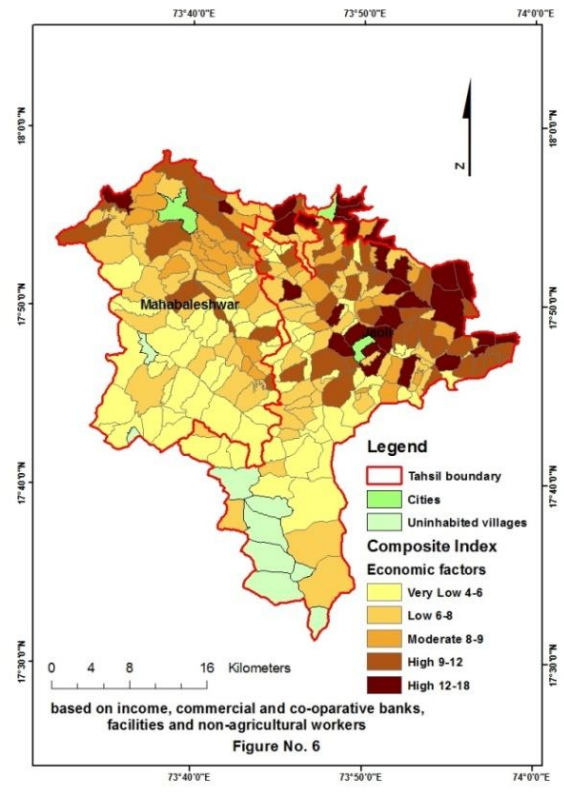 73°40'0"E 73°50'0"E 74°0'0"E
18°0'0"N 18°0'0"N
N
17°50'0"N 17°50'0"N
Mahabaleshwar
Jaoli
17°40'0"N 17°40'0"N
Legend
Tahsil boundary
Cities
Uninhabited villages
Composite Index
Economic factors
Very Low 4-6
Low 6-8
Moderate 8-9
High 9-12
High 12-18
17°30'0"N 17°30'0"N
0 4 8 16 Kilometers
based on income, commercial and co-oparative banks,
facilities and non-agricultural workers
Figure No. 6
73°40'0"E 73°50'0"E 74°0'0"E